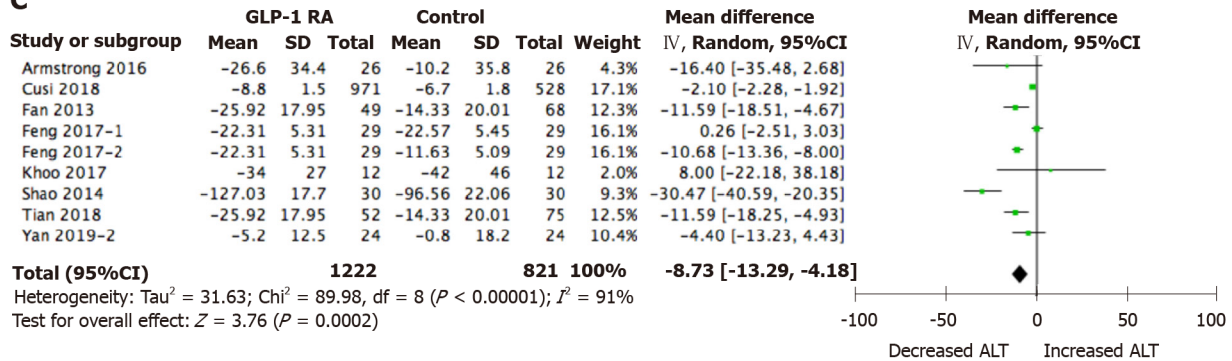 C
GLP-1 RA Control Mean difference Mean difference
Study or subgroup Mean SD Total Mean SD Total Weight Ⅳ, Random, 95%CI Ⅳ, Random, 95%CI
Armstrong 2016 -26.6 34.4 26 -10.2 35.8 26 4.3% -16.40 [-35.48, 2.68]
Cusi 2018 -8.8 1.5 971 -6.7 1.8 528 17.1% -2.10 [-2.28, -1.92]
Fan 2013 -25.92 17.95 49 -14.33 20.01 68 12.3% -11.59 [-18.51, -4.67]
Feng 2017-1 -22.31 5.31 29 -22.57 5.45 29 16.1% 0.26 [-2.51, 3.03]
Feng 2017-2 -22.31 5.31 29 -11.63 5.09 29 16.1% -10.68 [-13.36, -8.00]
Khoo 2017 -34 27 12 -42 46 12 2.0% 8.00 [-22.18, 38.18]
Shao 2014 -127.03 17.7 30 -96.56 22.06 30 9.3% -30.47 [-40.59, -20.35]
Tian 2018 -25.92 17.95 52 -14.33 20.01 75 12.5% -11.59 [-18.25, -4.93]
Yan 2019-2 -5.2 12.5 24 -0.8 18.2 24 10.4% -4.40 [-13.23, 4.43]
Total (95%CI) 1222 821 100% -8.73 [-13.29, -4.18]
Heterogeneity: Tau² = 31.63; Chi² = 89.98, df = 8 (P < 0.00001); I² = 91%
Test for overall effect: Z = 3.76 (P = 0.0002)
-100 -50 0 50 100
Decreased ALT Increased ALT